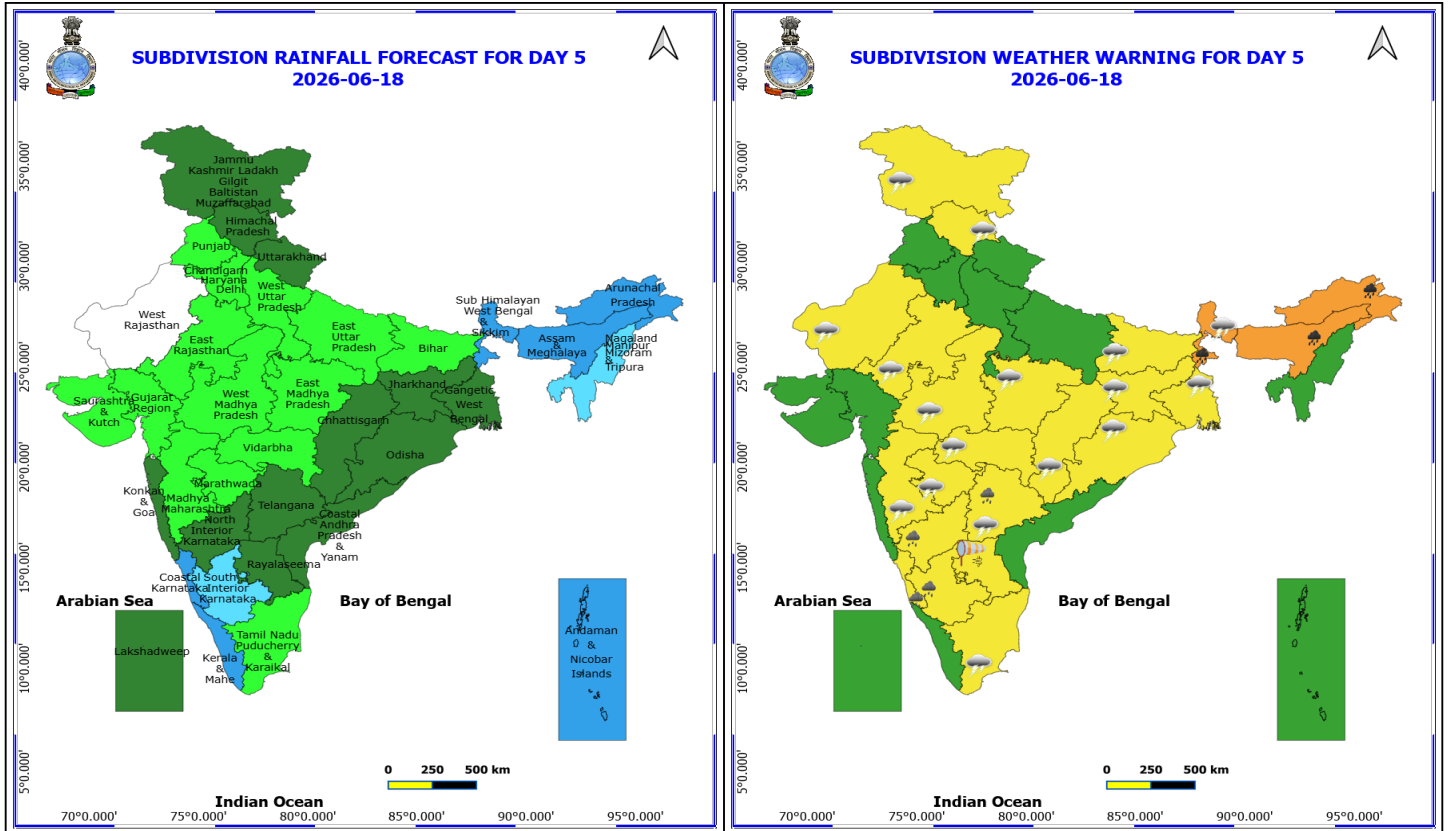 SUBDIVISION RAINFALL FORECAST FOR DAY 5
2026-06-18
40°0.000'
35°0.000'
30°0.000'
25°0.000'
20°0.000'
15°0.000'
10°0.000'
5°0.000'
Jammu
Kashmir Ladakh
Gilgit
Baltistan
Muzaffarabad
Himachal
Pradesh
Punjab
Uttarakhand
Chandigarh
Haryana
Delhi
West
Uttar
Pradesh
West
Rajasthan
East
Rajasthan
East
Uttar
Pradesh
Bihar
Sub Himalayan
West Bengal
&
Sikkim
Arunachal
Pradesh
Assam
&
Meghalaya
Nagaland
Manipur
Mizoram
&
Tripura
Saurashtra
&
Kutch
Gujarat
Region
West
Madhya
Pradesh
East
Madhya
Pradesh
Jharkhand
Gangetic
West
Bengal
Chhattisgarh
Odisha
Vidarbha
Marathwada
Konkan
&
Goa
Madhya
Maharashtra
Telangana
North
Interior
Karnataka
Coastal
Andhra
Pradesh
&
Yanam
Rayalaseema
Coastal
Karnataka
South
Interior
Karnataka
Arabian Sea
Bay of Bengal
Lakshadweep
Tamil Nadu
Puducherry
&
Karaikal
Kerala
&
Mahe
Andaman
&
Nicobar
Islands
0 250 500 km
Indian Ocean
70°0.000' 75°0.000' 80°0.000' 85°0.000' 90°0.000' 95°0.000'
SUBDIVISION WEATHER WARNING FOR DAY 5
2026-06-18
40°0.000'
35°0.000'
30°0.000'
25°0.000'
20°0.000'
15°0.000'
10°0.000'
5°0.000'
Arabian Sea
Bay of Bengal
0 250 500 km
Indian Ocean
70°0.000' 75°0.000' 80°0.000' 85°0.000' 90°0.000' 95°0.000'